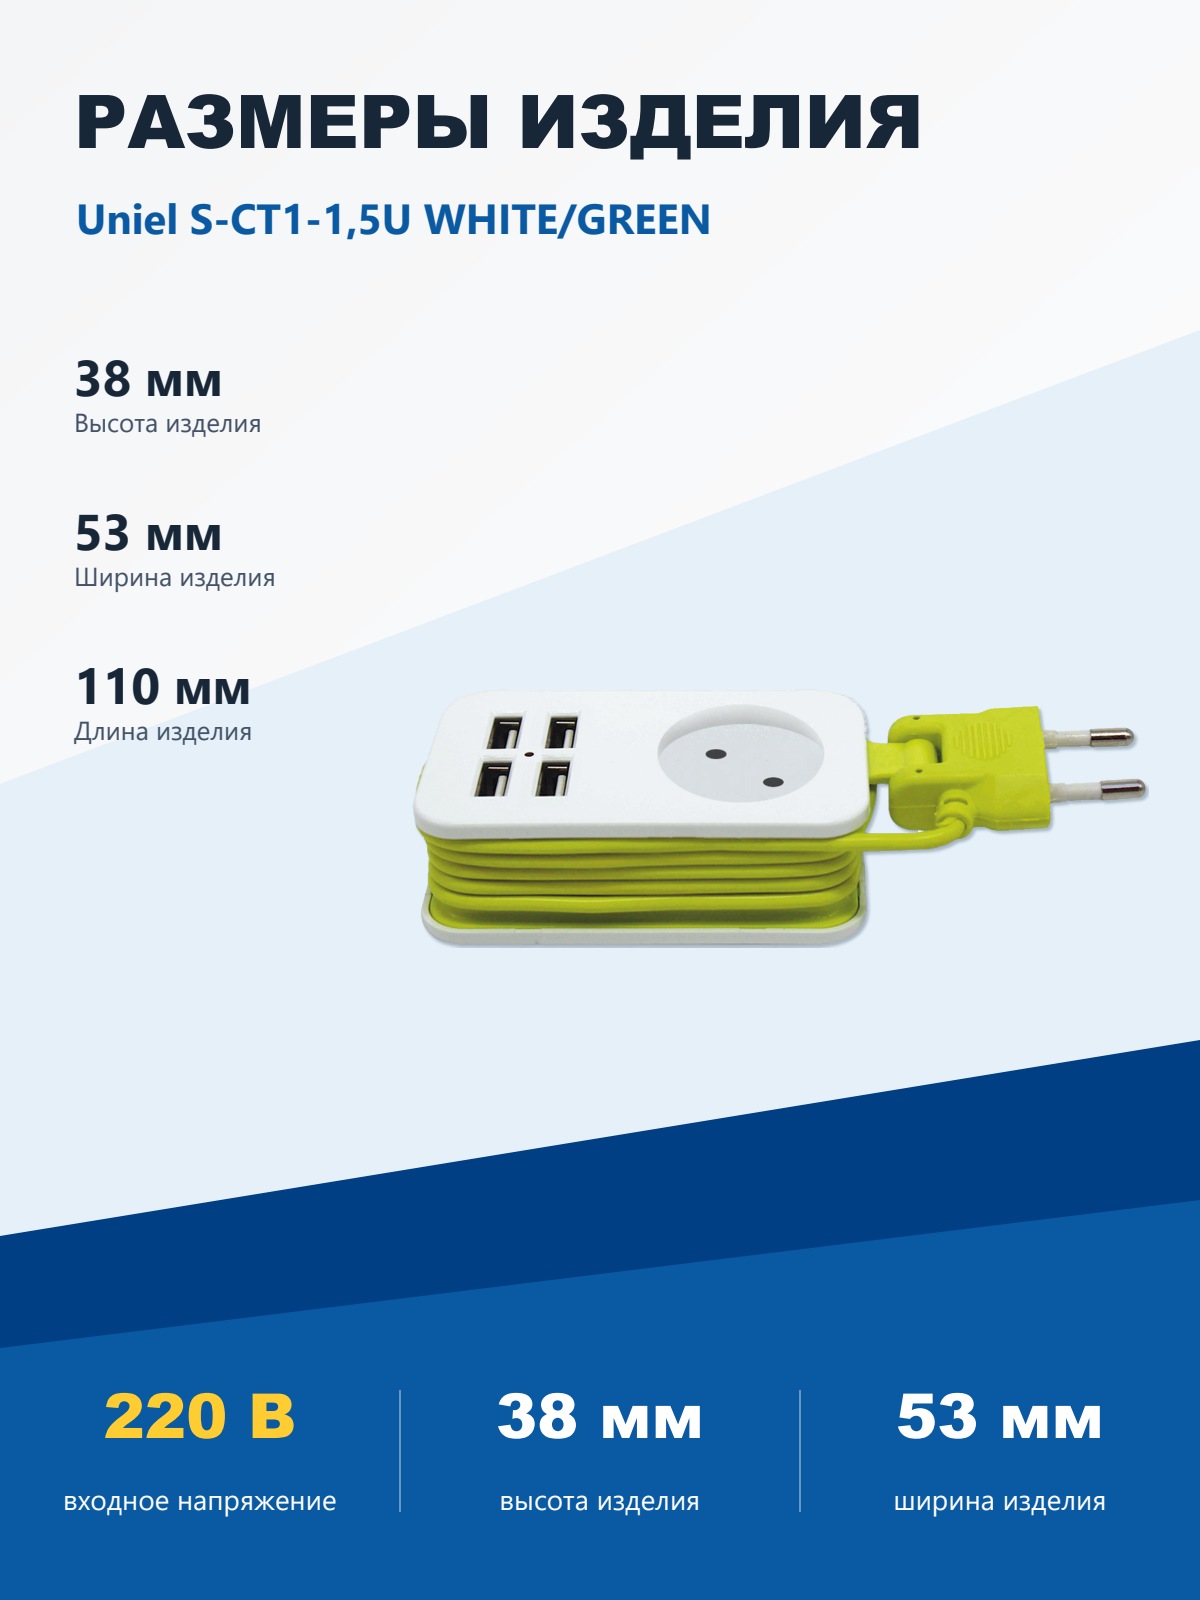 РАЗМЕРЫ ИЗДЕЛИЯ
Uniel S-CT1-1,5U WHITE/GREEN
38 мм
Высота изделия
53 мм
Ширина изделия
110 мм
Длина изделия
220 В
входное напряжение
38 мм
высота изделия
53 мм
ширина изделия